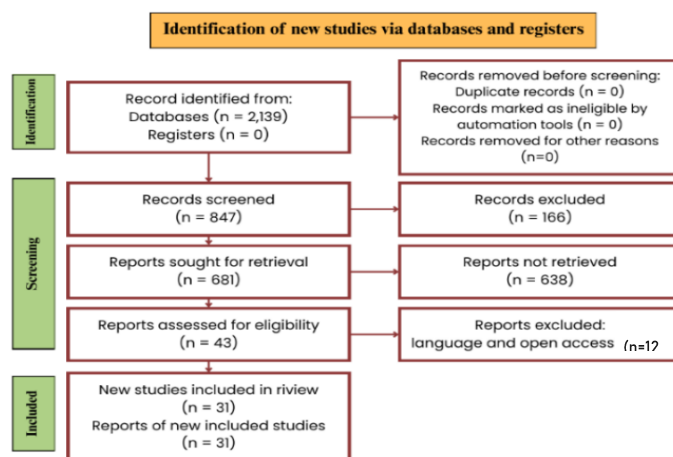 Identification of new studies via databases and registers
Identification
Record identified from:
Databases (n = 2,139)
Registers (n = 0)
Records removed before screening:
Duplicate records (n = 0)
Records marked as ineligible by
automation tools (n = 0)
Records removed for other reasons
(n=0)
Screening
Records screened
(n = 847)
Records excluded
(n = 166)
Reports sought for retrieval
(n = 681)
Reports not retrieved
(n = 638)
Reports assessed for eligibility
(n = 43)
Reports excluded:
language and open access (n=12
Included
New studies included in riview
(n = 31)
Reports of new included studies
(n = 31)